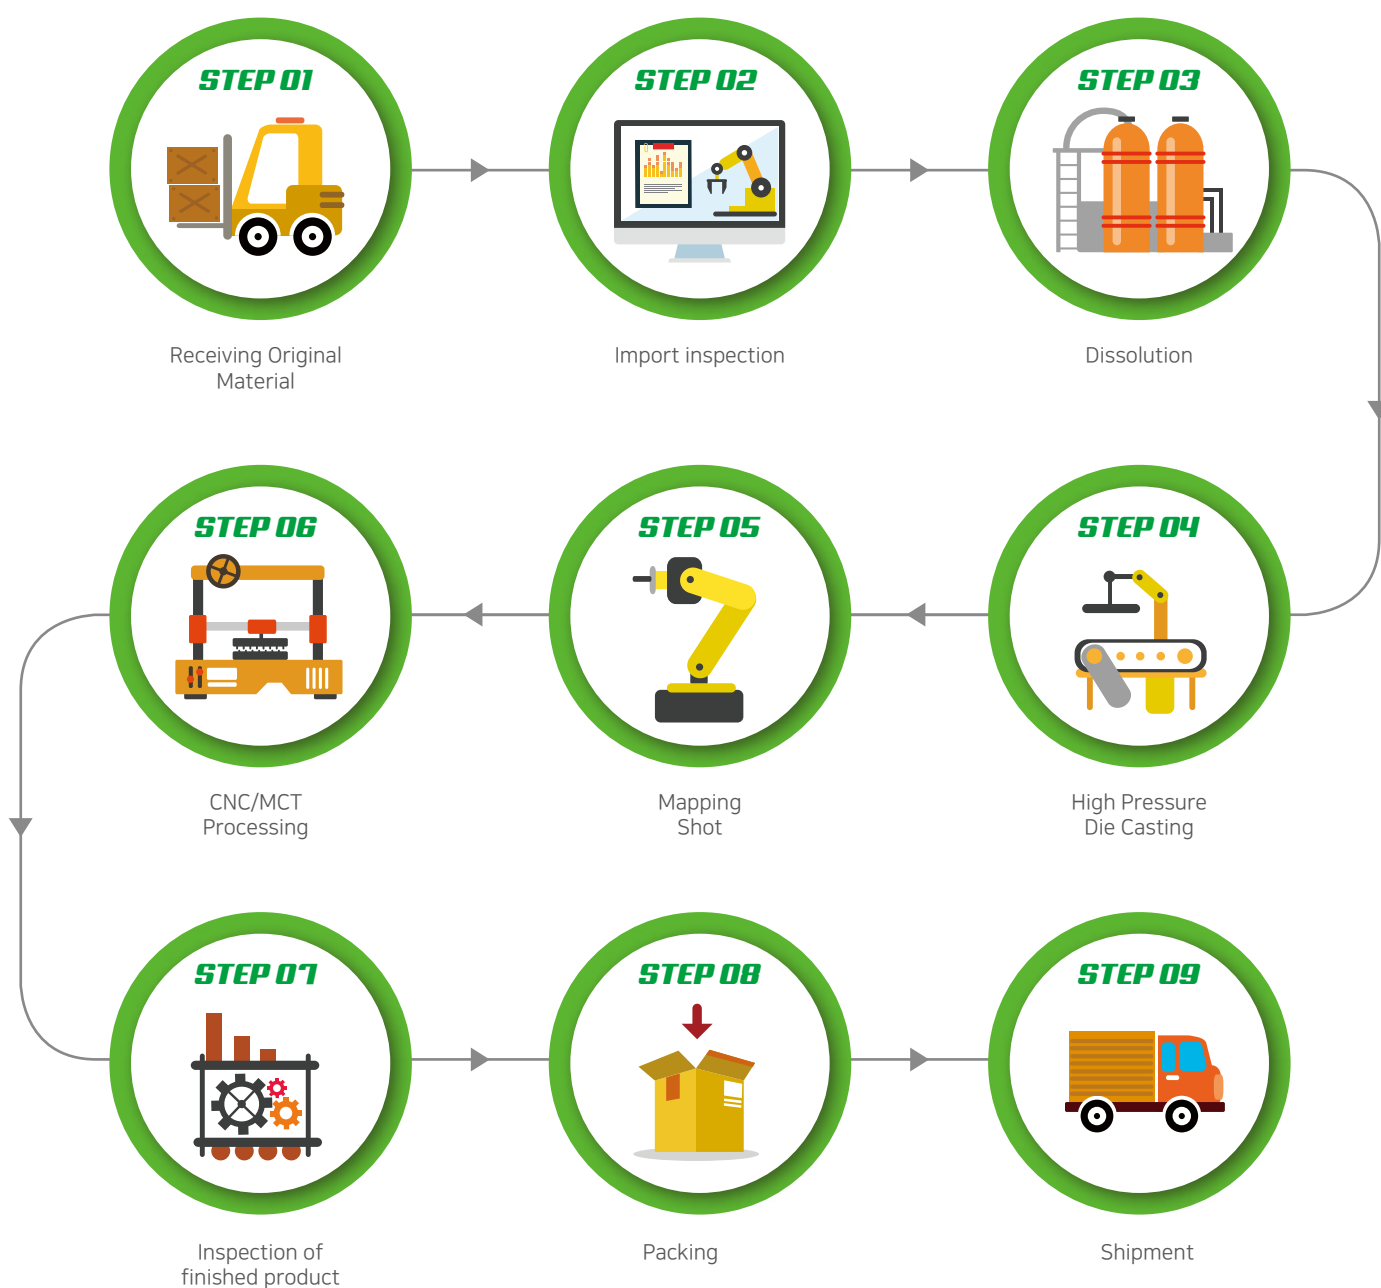 STEP 01
Receiving Original
Material
STEP 02
Import inspection
STEP 03
Dissolution
STEP 04
High Pressure
Die Casting
STEP 05
Mapping
Shot
STEP 06
CNC/MCT
Processing
STEP 07
Inspection of
finished product
STEP 08
Packing
STEP 09
Shipment